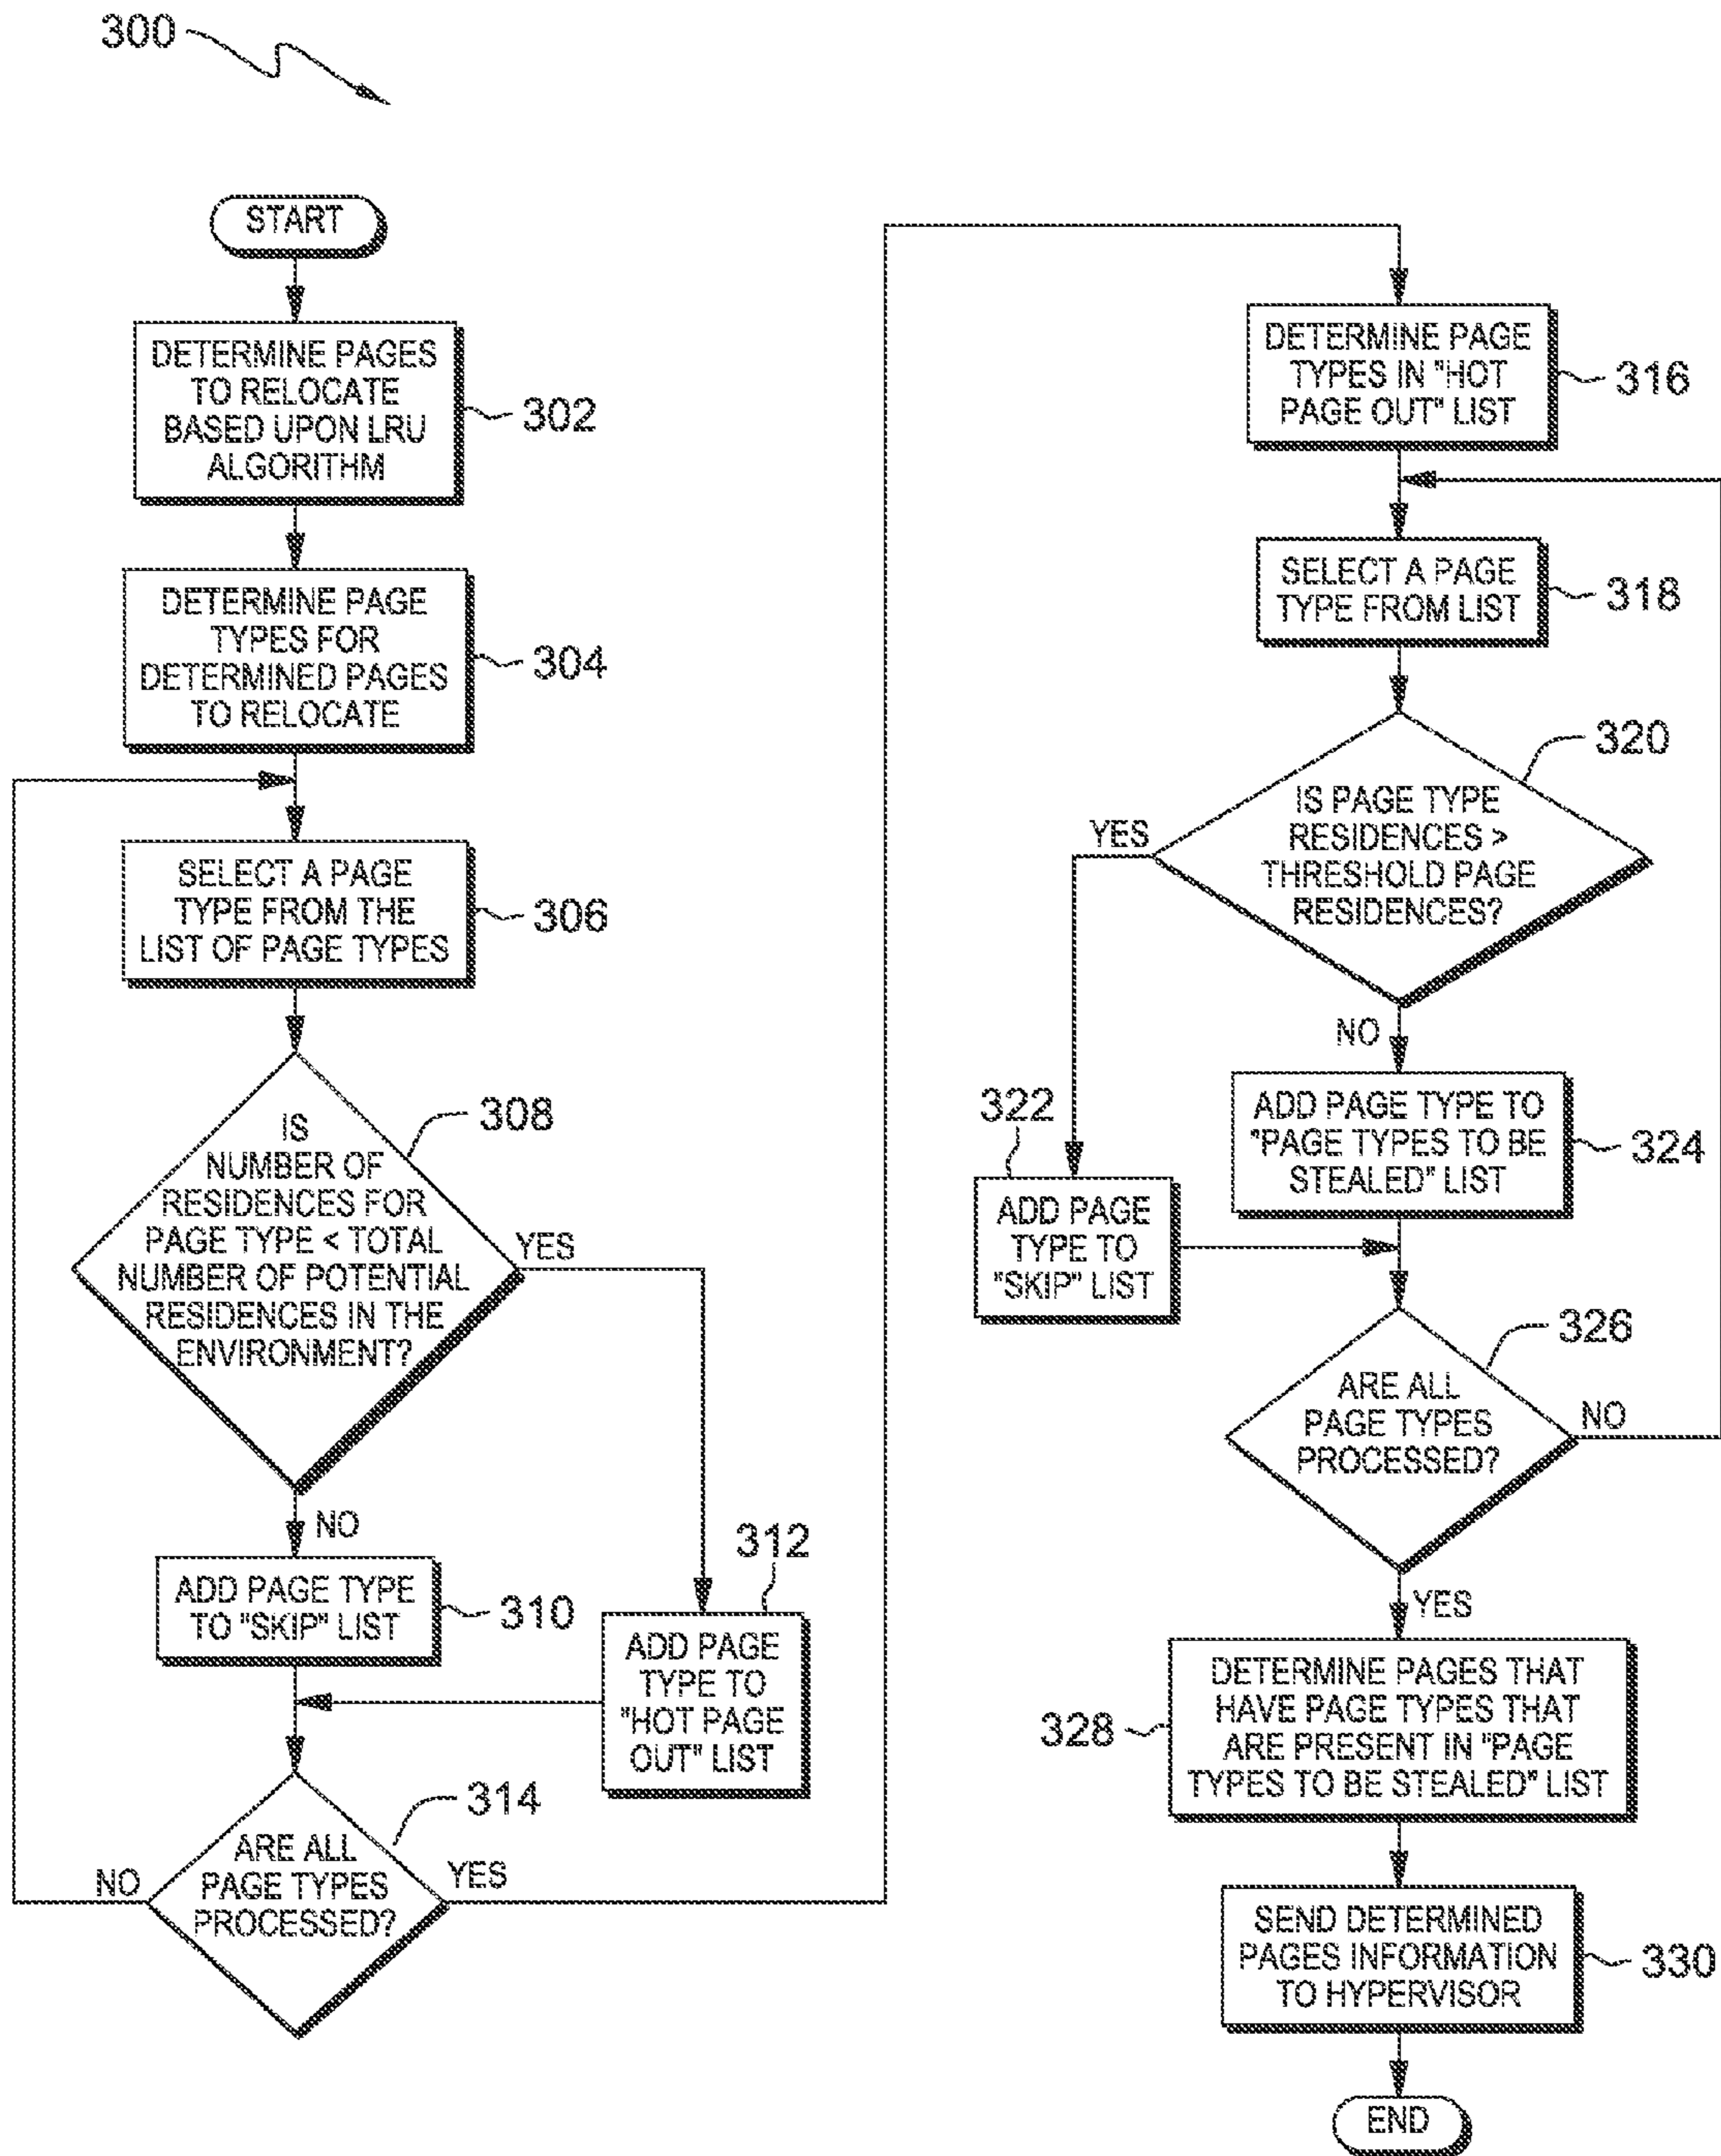 300
START
DETERMINE PAGES
TO RELOCATE
BASED UPON LRU
ALGORITHM
302
DETERMINE PAGE
TYPES FOR
DETERMINED PAGES
TO RELOCATE
304
SELECT A PAGE
TYPE FROM THE
LIST OF PAGE TYPES
306
IS
NUMBER OF
RESIDENCES FOR
PAGE TYPE < TOTAL
NUMBER OF POTENTIAL
RESIDENCES IN THE
ENVIRONMENT?
308
YES
NO
ADD PAGE TYPE
TO "SKIP" LIST
310
312
ADD PAGE
TYPE TO
"HOT PAGE
OUT" LIST
314
ARE ALL
PAGE TYPES
PROCESSED?
NO
YES
DETERMINE PAGE
TYPES IN "HOT
PAGE OUT" LIST
316
SELECT A PAGE
TYPE FROM LIST
318
320
IS PAGE TYPE
RESIDENCES >
THRESHOLD PAGE
RESIDENCES?
YES
NO
322
ADD PAGE
TYPE TO
"SKIP" LIST
ADD PAGE TYPE TO
"PAGE TYPES TO BE
STEALED" LIST
324
326
ARE ALL
PAGE TYPES
PROCESSED?
NO
YES
328
DETERMINE PAGES THAT
HAVE PAGE TYPES THAT
ARE PRESENT IN "PAGE
TYPES TO BE STEALED" LIST
SEND DETERMINED
PAGES INFORMATION
TO HYPERVISOR
330
END